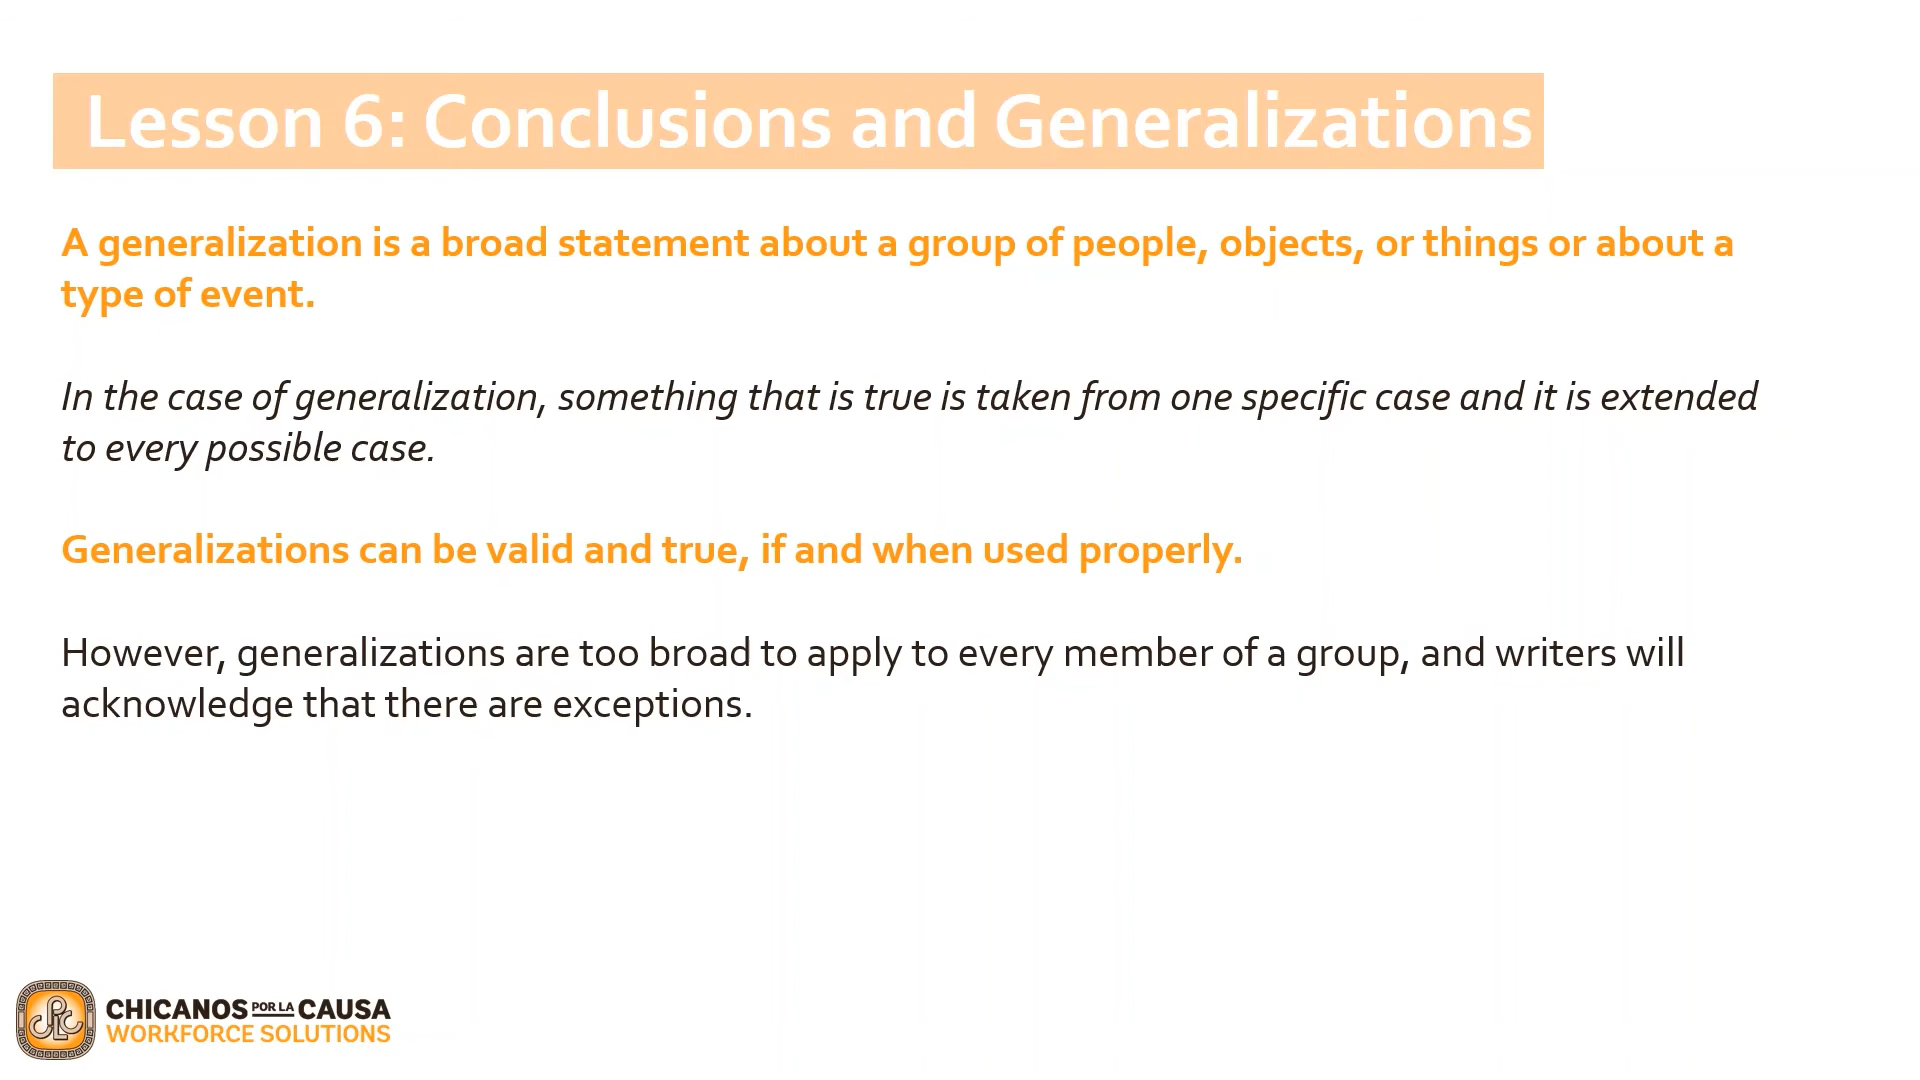 Lesson 6: Conclusions and Generalizations
A generalization is a broad statement about a group of people, objects, or things or about a
type of event.
In the case of generalization, something that is true is taken from one specific case and it is extended
to every possible case.
Generalizations can be valid and true, if and when used properly.
However, generalizations are too broad to apply to every member of a group, and writers will
acknowledge that there are exceptions.
CPLC
CHICANOS POR LA CAUSA
WORKFORCE SOLUTIONS